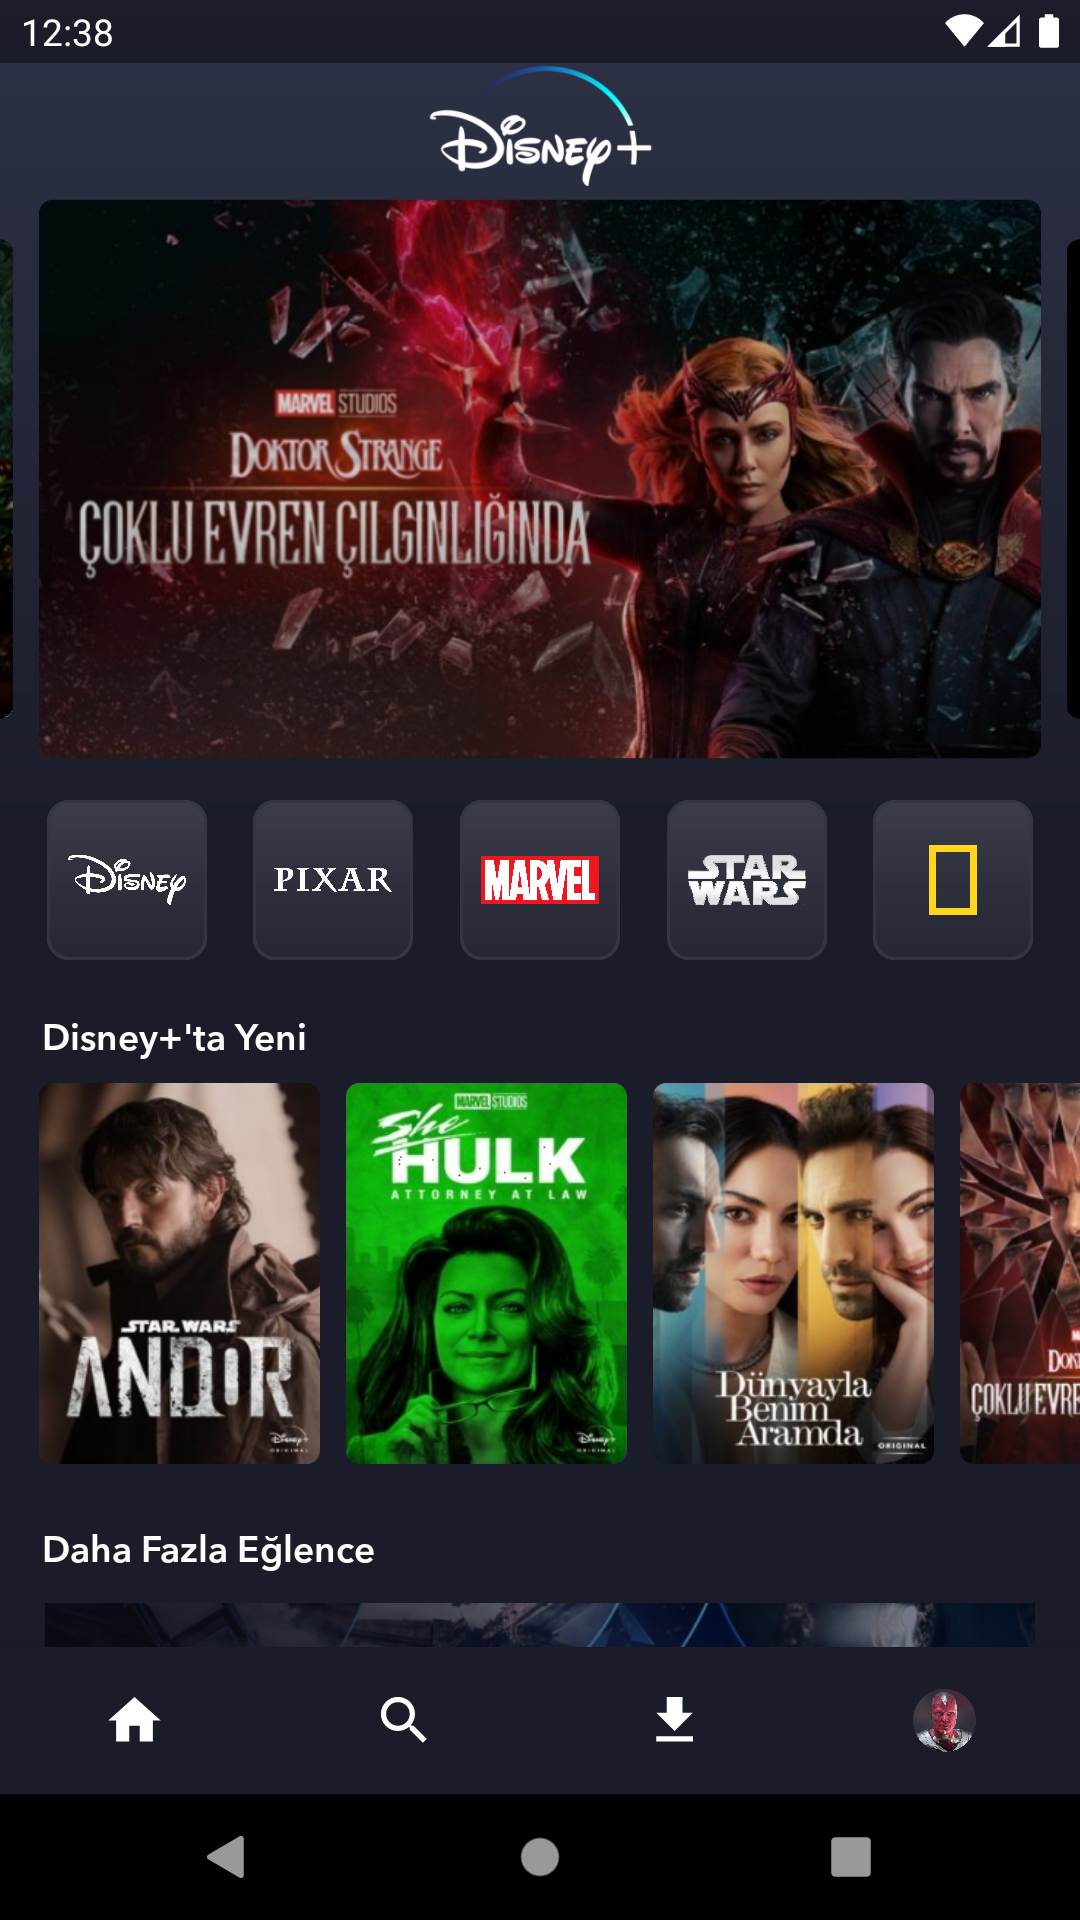 12:38
Disney+
MARVEL STUDIOS
DOKTOR STRANGE
ÇOKLU EVREN ÇILGINLIĞINDA
Disney
PIXAR
MARVEL
STAR WARS
Disney+'ta Yeni
STAR WARS
ANDOR
Disney+
ORIGINAL
MARVEL STUDIOS
She
HULK
ATTORNEY AT LAW
Disney+
ORIGINAL
Dünyayla
Benim
Aramda
ORIGINAL
ÇOKLU EVRE
Daha Fazla Eğlence